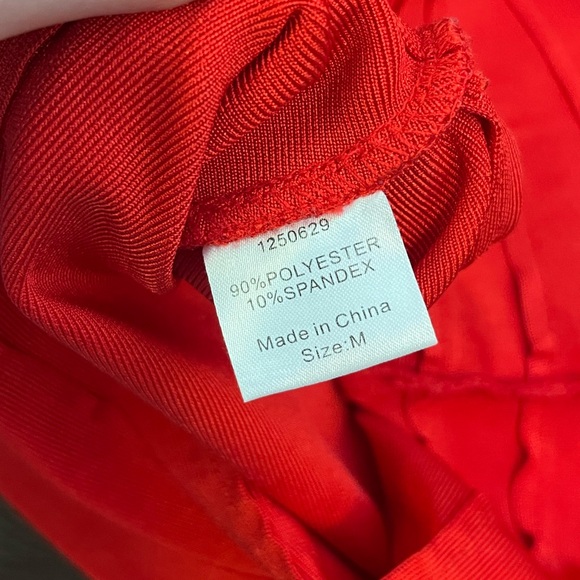 1250629
90%POLYESTER
10%SPANDEX
Made in China
Size:M